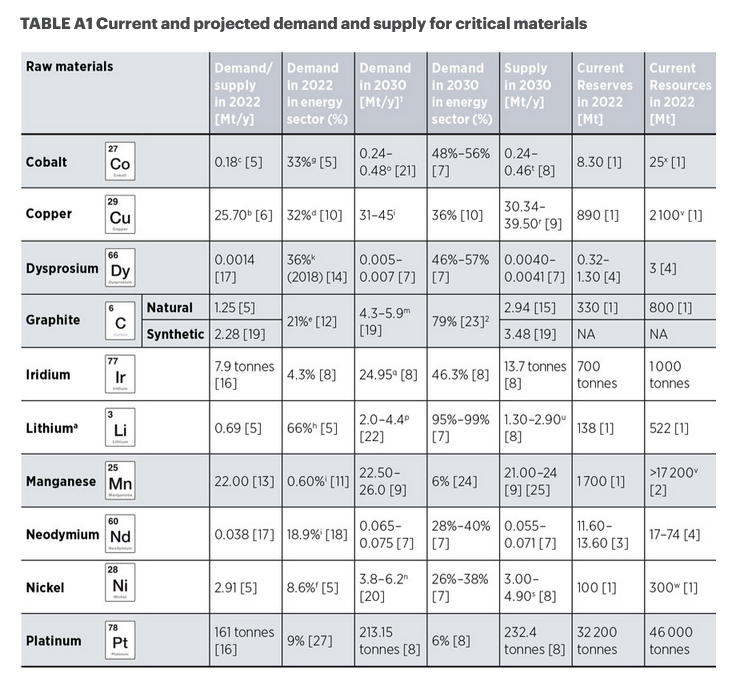 TABLE A1 Current and projected demand and supply for critical materials
Raw materials
Demand/ supply in 2022 [Mt/y]
Demand in 2022 in energy sector (%)
Demand in 2030 [Mt/y]¹
Demand in 2030 in energy sector (%)
Supply in 2030 [Mt/y]
Current Reserves in 2022 [Mt]
Current Resources in 2022 [Mt]
Cobalt 27 Co Cobalt 0.18ᶜ [5] 33%ᵍ [5] 0.24–0.48ᵒ [21] 48%–56% [7] 0.24–0.46ᵗ [8] 8.30 [1] 25ˣ [1]
Copper 29 Cu Copper 25.70ᵇ [6] 32%ᵈ [10] 31–45ⁱ 36% [10] 30.34–39.50ʳ [9] 890 [1] 2 100ᵛ [1]
Dysprosium 66 Dy Dysprosium 0.0014 [17] 36%ᵏ (2018) [14] 0.005–0.007 [7] 46%–57% [7] 0.0040–0.0041 [7] 0.32–1.30 [4] 3 [4]
Graphite 6 C Natural 1.25 [5] 21%ᵉ [12] 4.3–5.9ᵐ [19] 79% [23]² 2.94 [15] 330 [1] 800 [1]
Synthetic 2.28 [19] 3.48 [19] NA NA
Iridium 77 Ir Iridium 7.9 tonnes [16] 4.3% [8] 24.95ᑫ [8] 46.3% [8] 13.7 tonnes [8] 700 tonnes 1 000 tonnes
Lithiumᵃ 3 Li Lithium 0.69 [5] 66%ʰ [5] 2.0–4.4ᵖ [22] 95%–99% [7] 1.30–2.90ᵘ [8] 138 [1] 522 [1]
Manganese 25 Mn Manganese 22.00 [13] 0.60%ⁱ [11] 22.50–26.0 [9] 6% [24] 21.00–24 [9] [25] 1 700 [1] >17 200ᵛ [2]
Neodymium 60 Nd Neodymium 0.038 [17] 18.9%ʲ [18] 0.065–0.075 [7] 28%–40% [7] 0.055–0.071 [7] 11.60–13.60 [3] 17–74 [4]
Nickel 28 Ni Nickel 2.91 [5] 8.6%ᶠ [5] 3.8–6.2ⁿ [20] 26%–38% [7] 3.00–4.90ˢ [8] 100 [1] 300ʷ [1]
Platinum 78 Pt Platinum 161 tonnes [16] 9% [27] 213.15 tonnes [8] 6% [8] 232.4 tonnes [8] 32 200 tonnes 46 000 tonnes